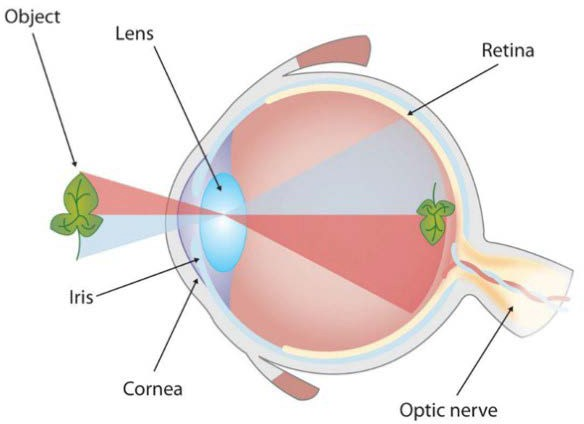 Object
Lens
Retina
Iris
Cornea
Optic nerve